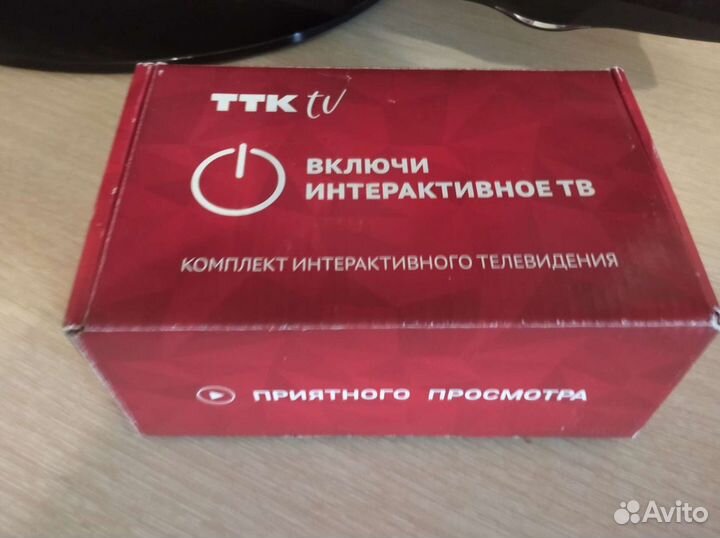 ТТК tv
ВКЛЮЧИ
ИНТЕРАКТИВНОЕ ТВ
КОМПЛЕКТ ИНТЕРАКТИВНОГО ТЕЛЕВИДЕНИЯ
ПРИЯТНОГО ПРОСМОТРА
Avito